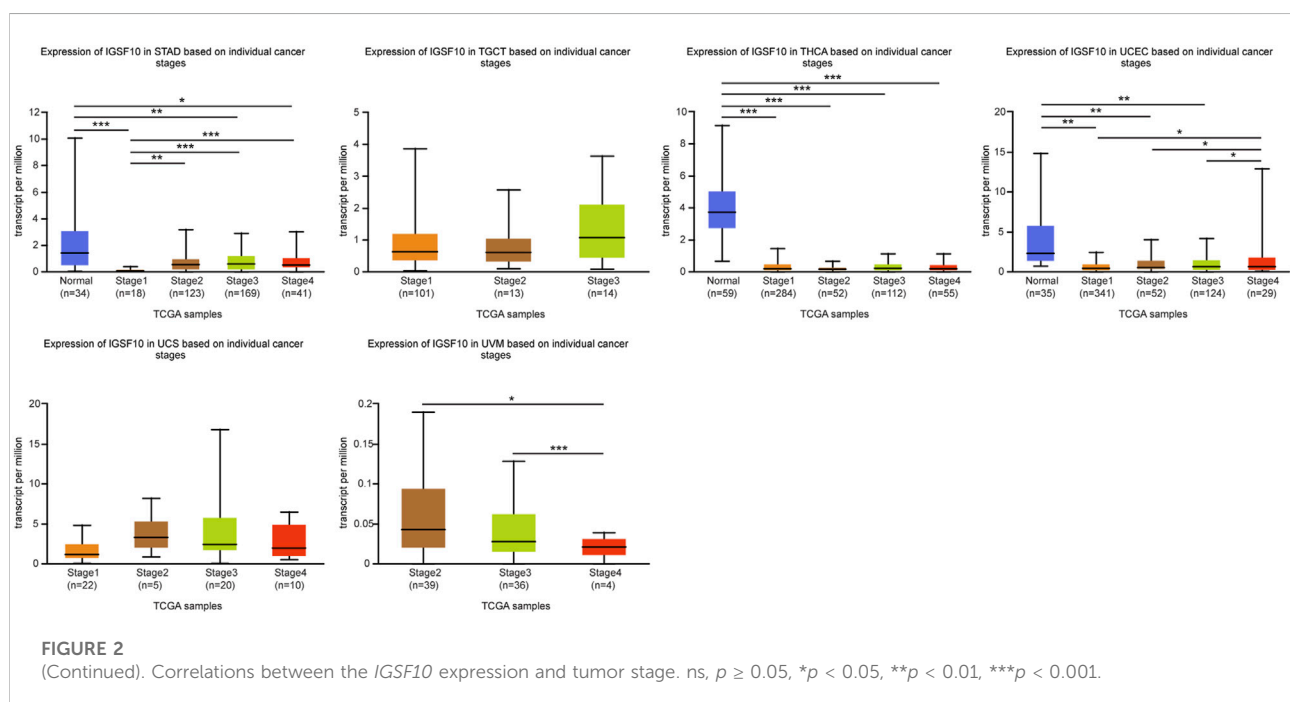 Expression of IGSF10 in STAD based on individual cancer
stages
transcript per million
12
10
8
6
4
2
0
*
**
***
***
***
**
Normal
(n=34)
Stage1
(n=18)
Stage2
(n=123)
Stage3
(n=169)
Stage4
(n=41)
TCGA samples
Expression of IGSF10 in TGCT based on individual cancer
stages
transcript per million
5
4
3
2
1
0
Stage1
(n=101)
Stage2
(n=13)
Stage3
(n=14)
TCGA samples
Expression of IGSF10 in THCA based on individual cancer
stages
transcript per million
10
8
6
4
2
0
***
***
***
***
Normal
(n=59)
Stage1
(n=284)
Stage2
(n=52)
Stage3
(n=112)
Stage4
(n=55)
TCGA samples
Expression of IGSF10 in UCEC based on individual cancer
stages
transcript per million
20
15
10
5
0
**
**
**
*
*
*
Normal
(n=35)
Stage1
(n=341)
Stage2
(n=52)
Stage3
(n=124)
Stage4
(n=29)
TCGA samples
Expression of IGSF10 in UCS based on individual cancer
stages
transcript per million
20
15
10
5
0
Stage1
(n=22)
Stage2
(n=5)
Stage3
(n=20)
Stage4
(n=10)
TCGA samples
Expression of IGSF10 in UVM based on individual cancer
stages
transcript per million
0.2
0.15
0.1
0.05
0
*
***
Stage2
(n=39)
Stage3
(n=36)
Stage4
(n=4)
TCGA samples
FIGURE 2
(Continued). Correlations between the IGSF10 expression and tumor stage. ns, p ≥ 0.05, *p < 0.05, **p < 0.01, ***p < 0.001.